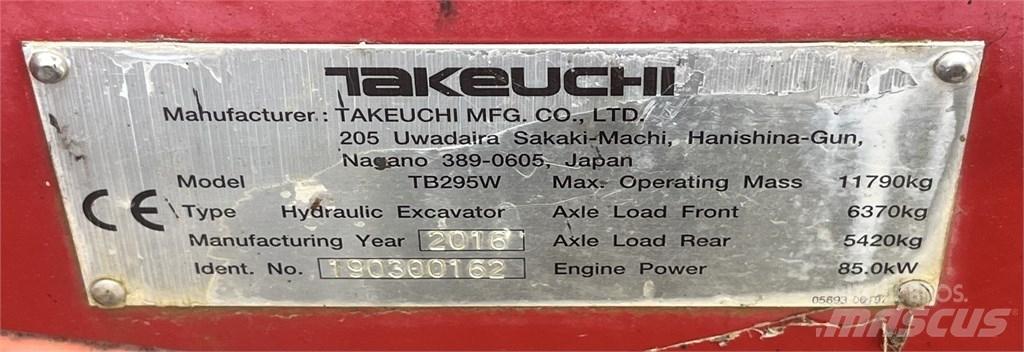 TAKEUCHI
Manufacturer: TAKEUCHI MFG. CO., LTD.
205 Uwadaira Sakaki-Machi, Hanishina-Gun,
Nagano 389-0605, Japan
Model TB295W Max. Operating Mass 11790kg
CE Type Hydraulic Excavator Axle Load Front 6370kg
Manufacturing Year 2016 Axle Load Rear 5420kg
Ident. No. 190300162 Engine Power 85.0kW
05693
MASCUS